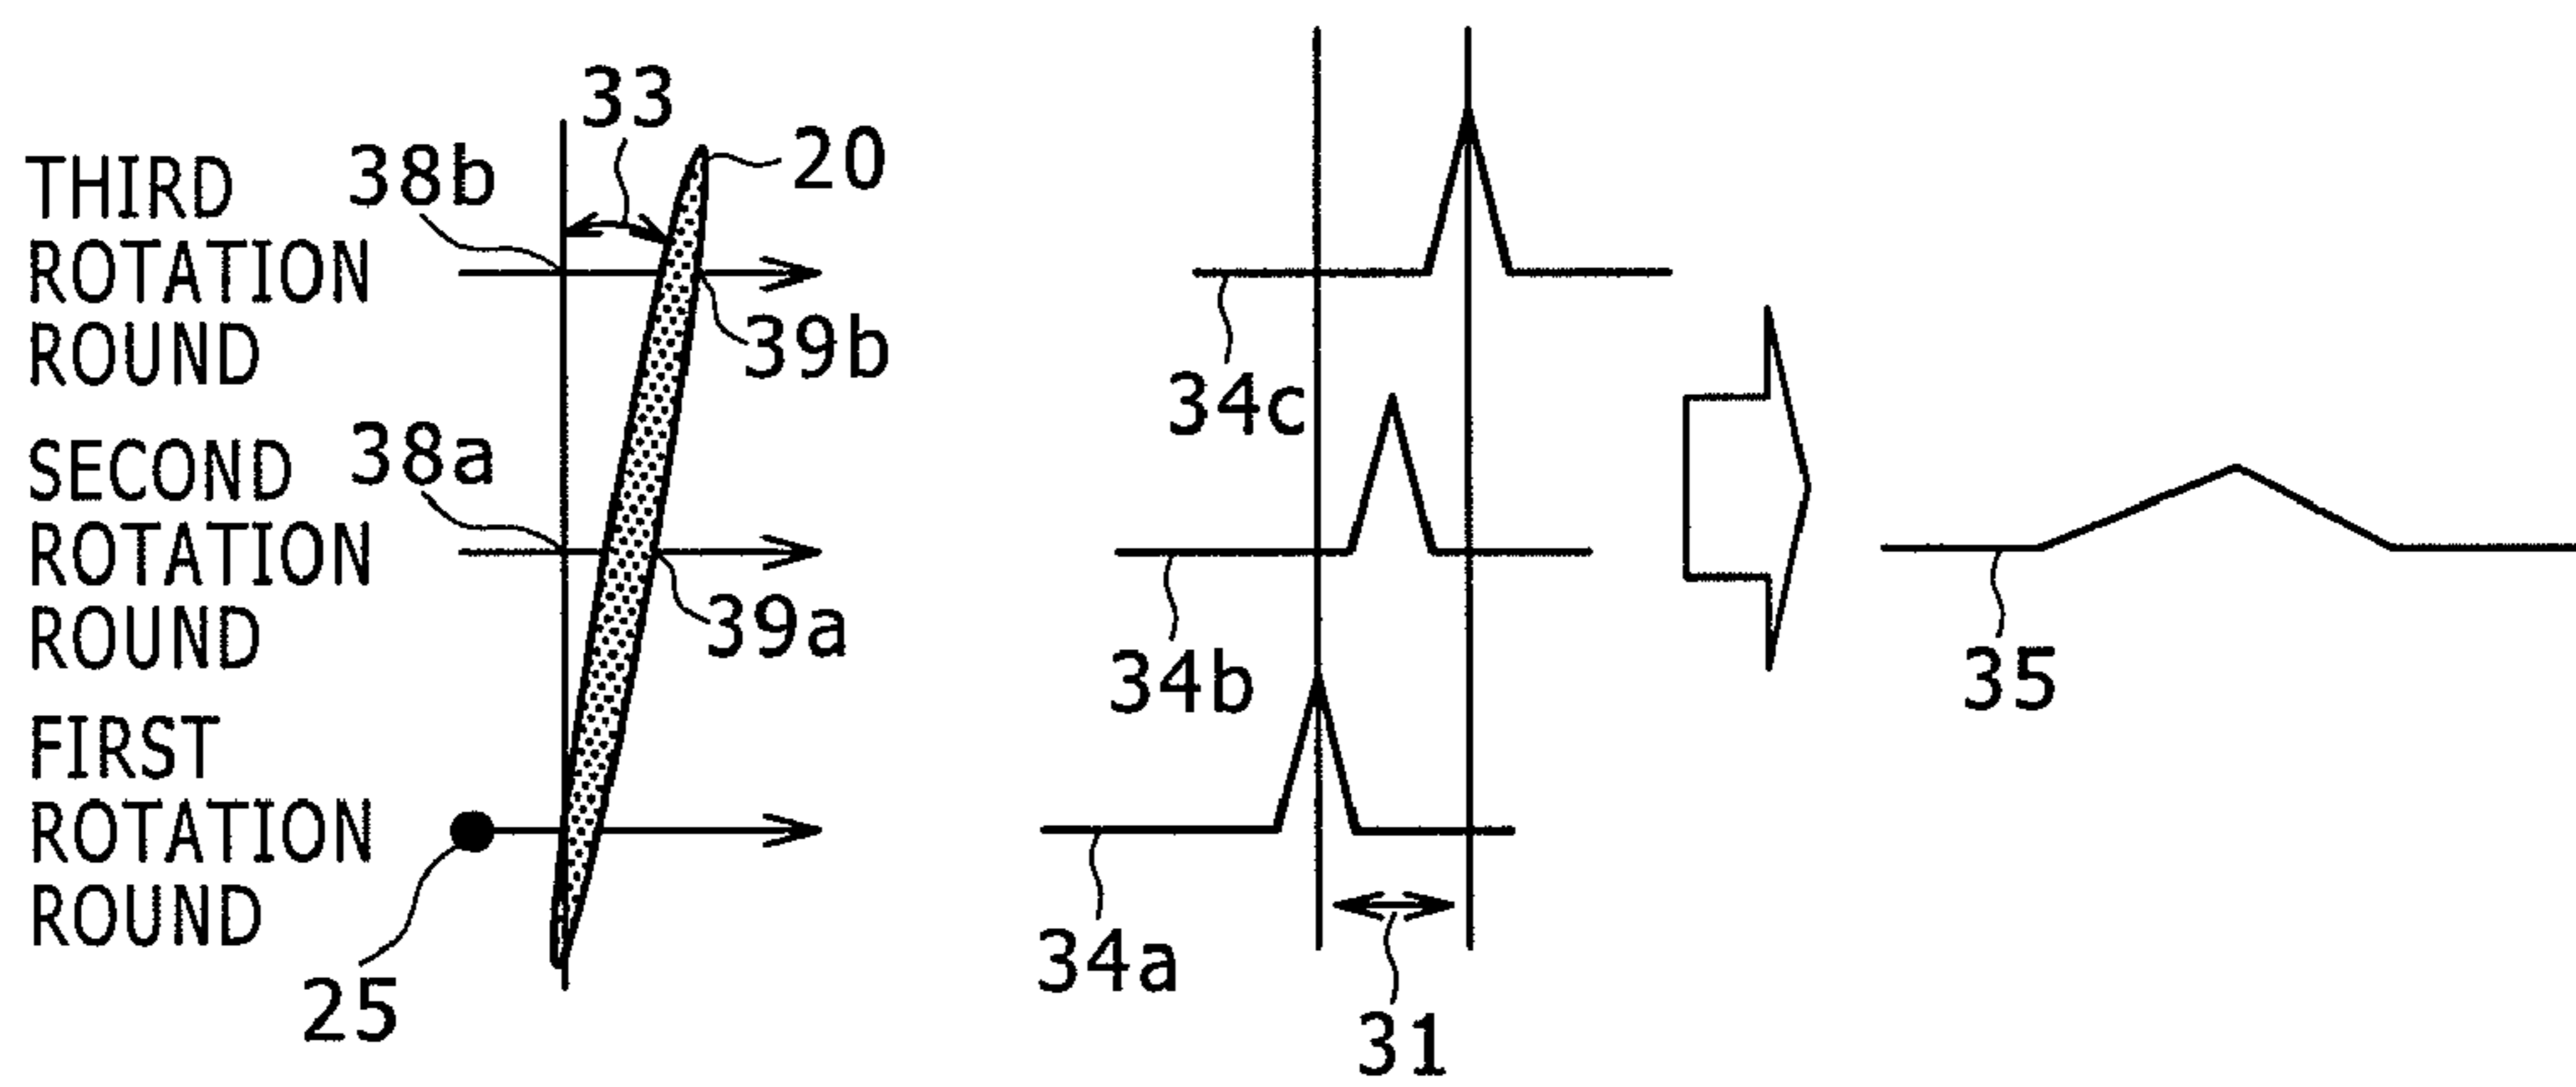 33
20
38b
THIRD
ROTATION
ROUND
39b
34c
38a
SECOND
ROTATION
ROUND
39a
34b
35
FIRST
ROTATION
ROUND
25
34a
31